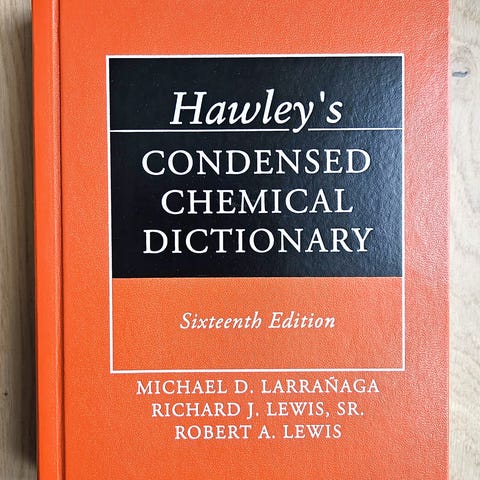 Hawley's
CONDENSED
CHEMICAL
DICTIONARY
Sixteenth Edition
MICHAEL D. LARRAÑAGA
RICHARD J. LEWIS, SR.
ROBERT A. LEWIS